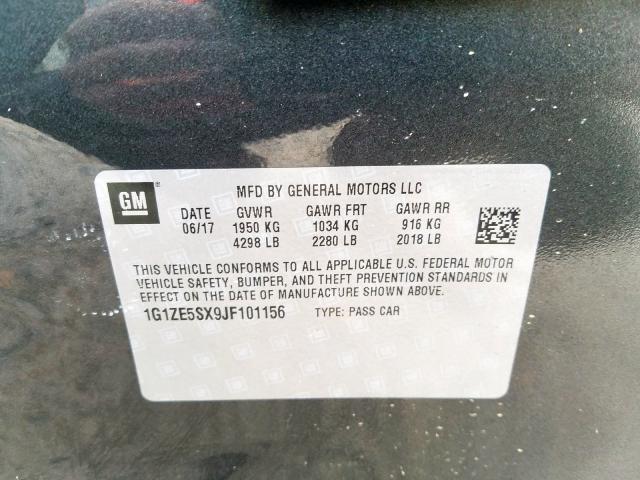 GM ® MFD BY GENERAL MOTORS LLC
DATE GVWR GAWR FRT GAWR RR
06/17 1950 KG 1034 KG 916 KG
4298 LB 2280 LB 2018 LB
THIS VEHICLE CONFORMS TO ALL APPLICABLE U.S. FEDERAL MOTOR
VEHICLE SAFETY, BUMPER, AND THEFT PREVENTION STANDARDS IN
EFFECT ON THE DATE OF MANUFACTURE SHOWN ABOVE.
1G1ZE5SX9JF101156 TYPE: PASS CAR